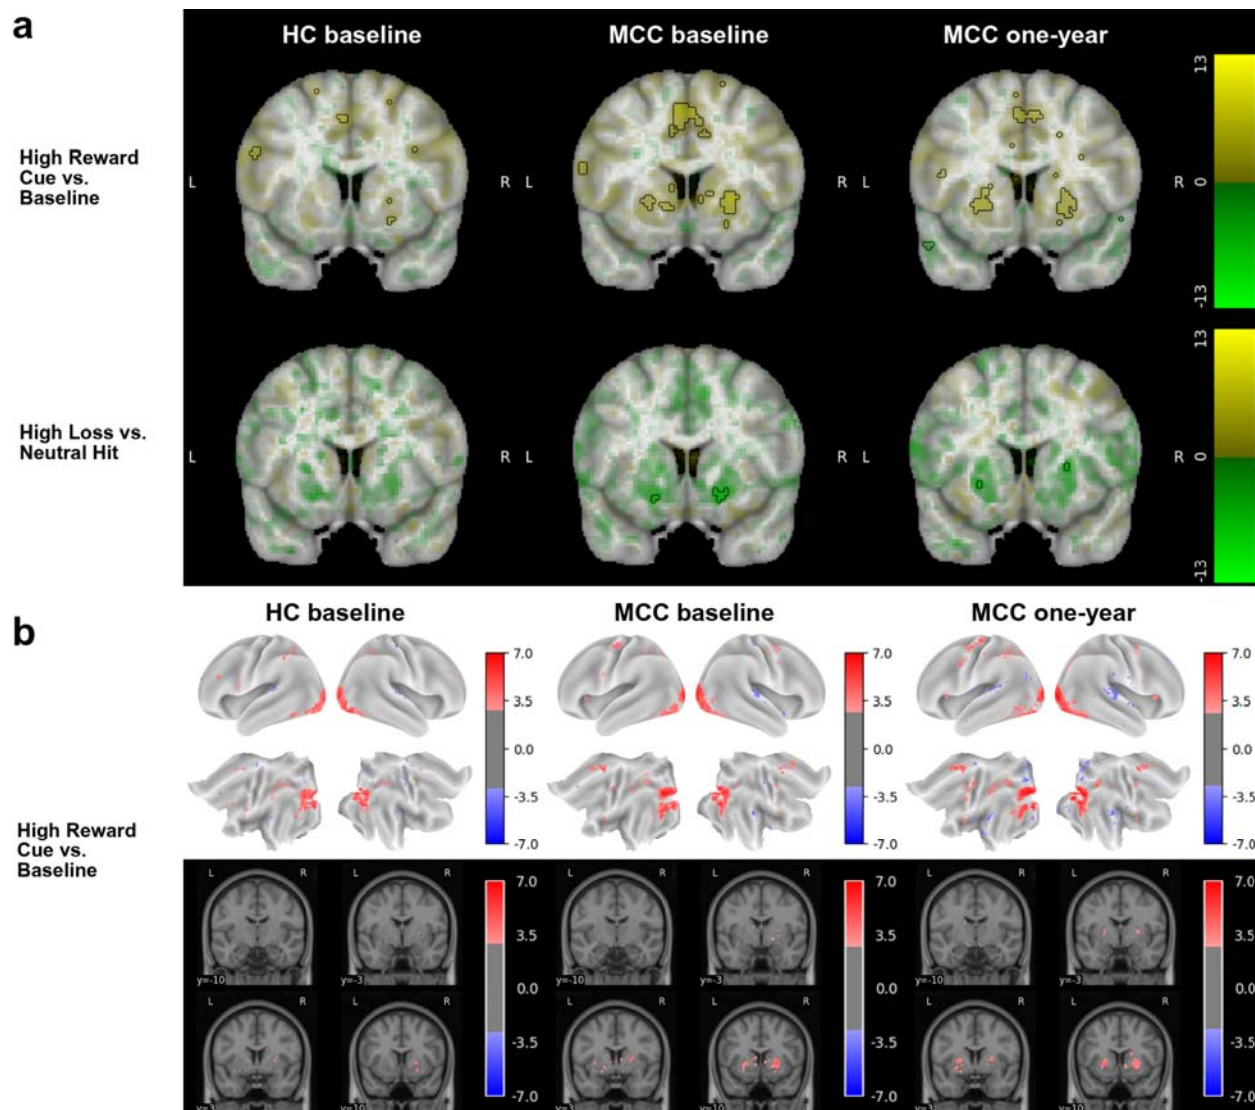 a
HC baseline
MCC baseline
MCC one-year
High Reward
Cue vs.
Baseline
L
R
L
R
L
R
13
0
-13
High Loss vs.
Neutral Hit
L
R
L
R
L
R
13
0
-13
b
HC baseline
MCC baseline
MCC one-year
7.0
3.5
0.0
-3.5
-7.0
7.0
3.5
0.0
-3.5
-7.0
7.0
3.5
0.0
-3.5
-7.0
High Reward
Cue vs.
Baseline
L R L R
y=-10 y=-3
L R L R
y=3 y=10
7.0
3.5
0.0
-3.5
-7.0
L R L R
y=-10 y=-3
L R L R
y=3 y=10
7.0
3.5
0.0
-3.5
-7.0
L R L R
y=-10 y=-3
L R L R
y=3 y=10
7.0
3.5
0.0
-3.5
-7.0